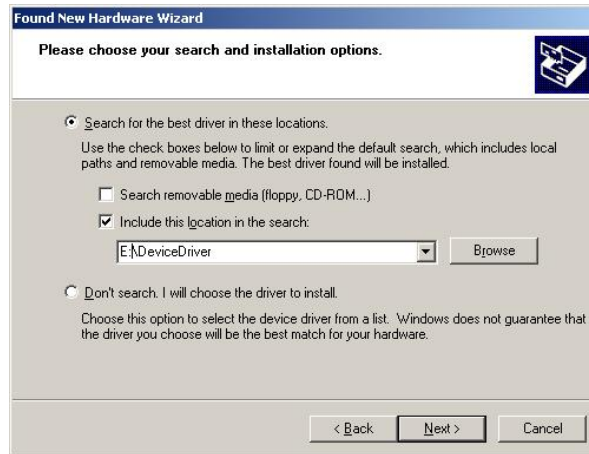 Found New Hardware Wizard
Please choose your search and installation options.
Search for the best driver in these locations.
Use the check boxes below to limit or expand the default search, which includes local
paths and removable media. The best driver found will be installed.
Search removable media (floppy, CD-ROM...)
Include this location in the search:
E:\DeviceDriver
Browse
Don't search. I will choose the driver to install.
Choose this option to select the device driver from a list. Windows does not guarantee that
the driver you choose will be the best match for your hardware.
< Back
Next >
Cancel